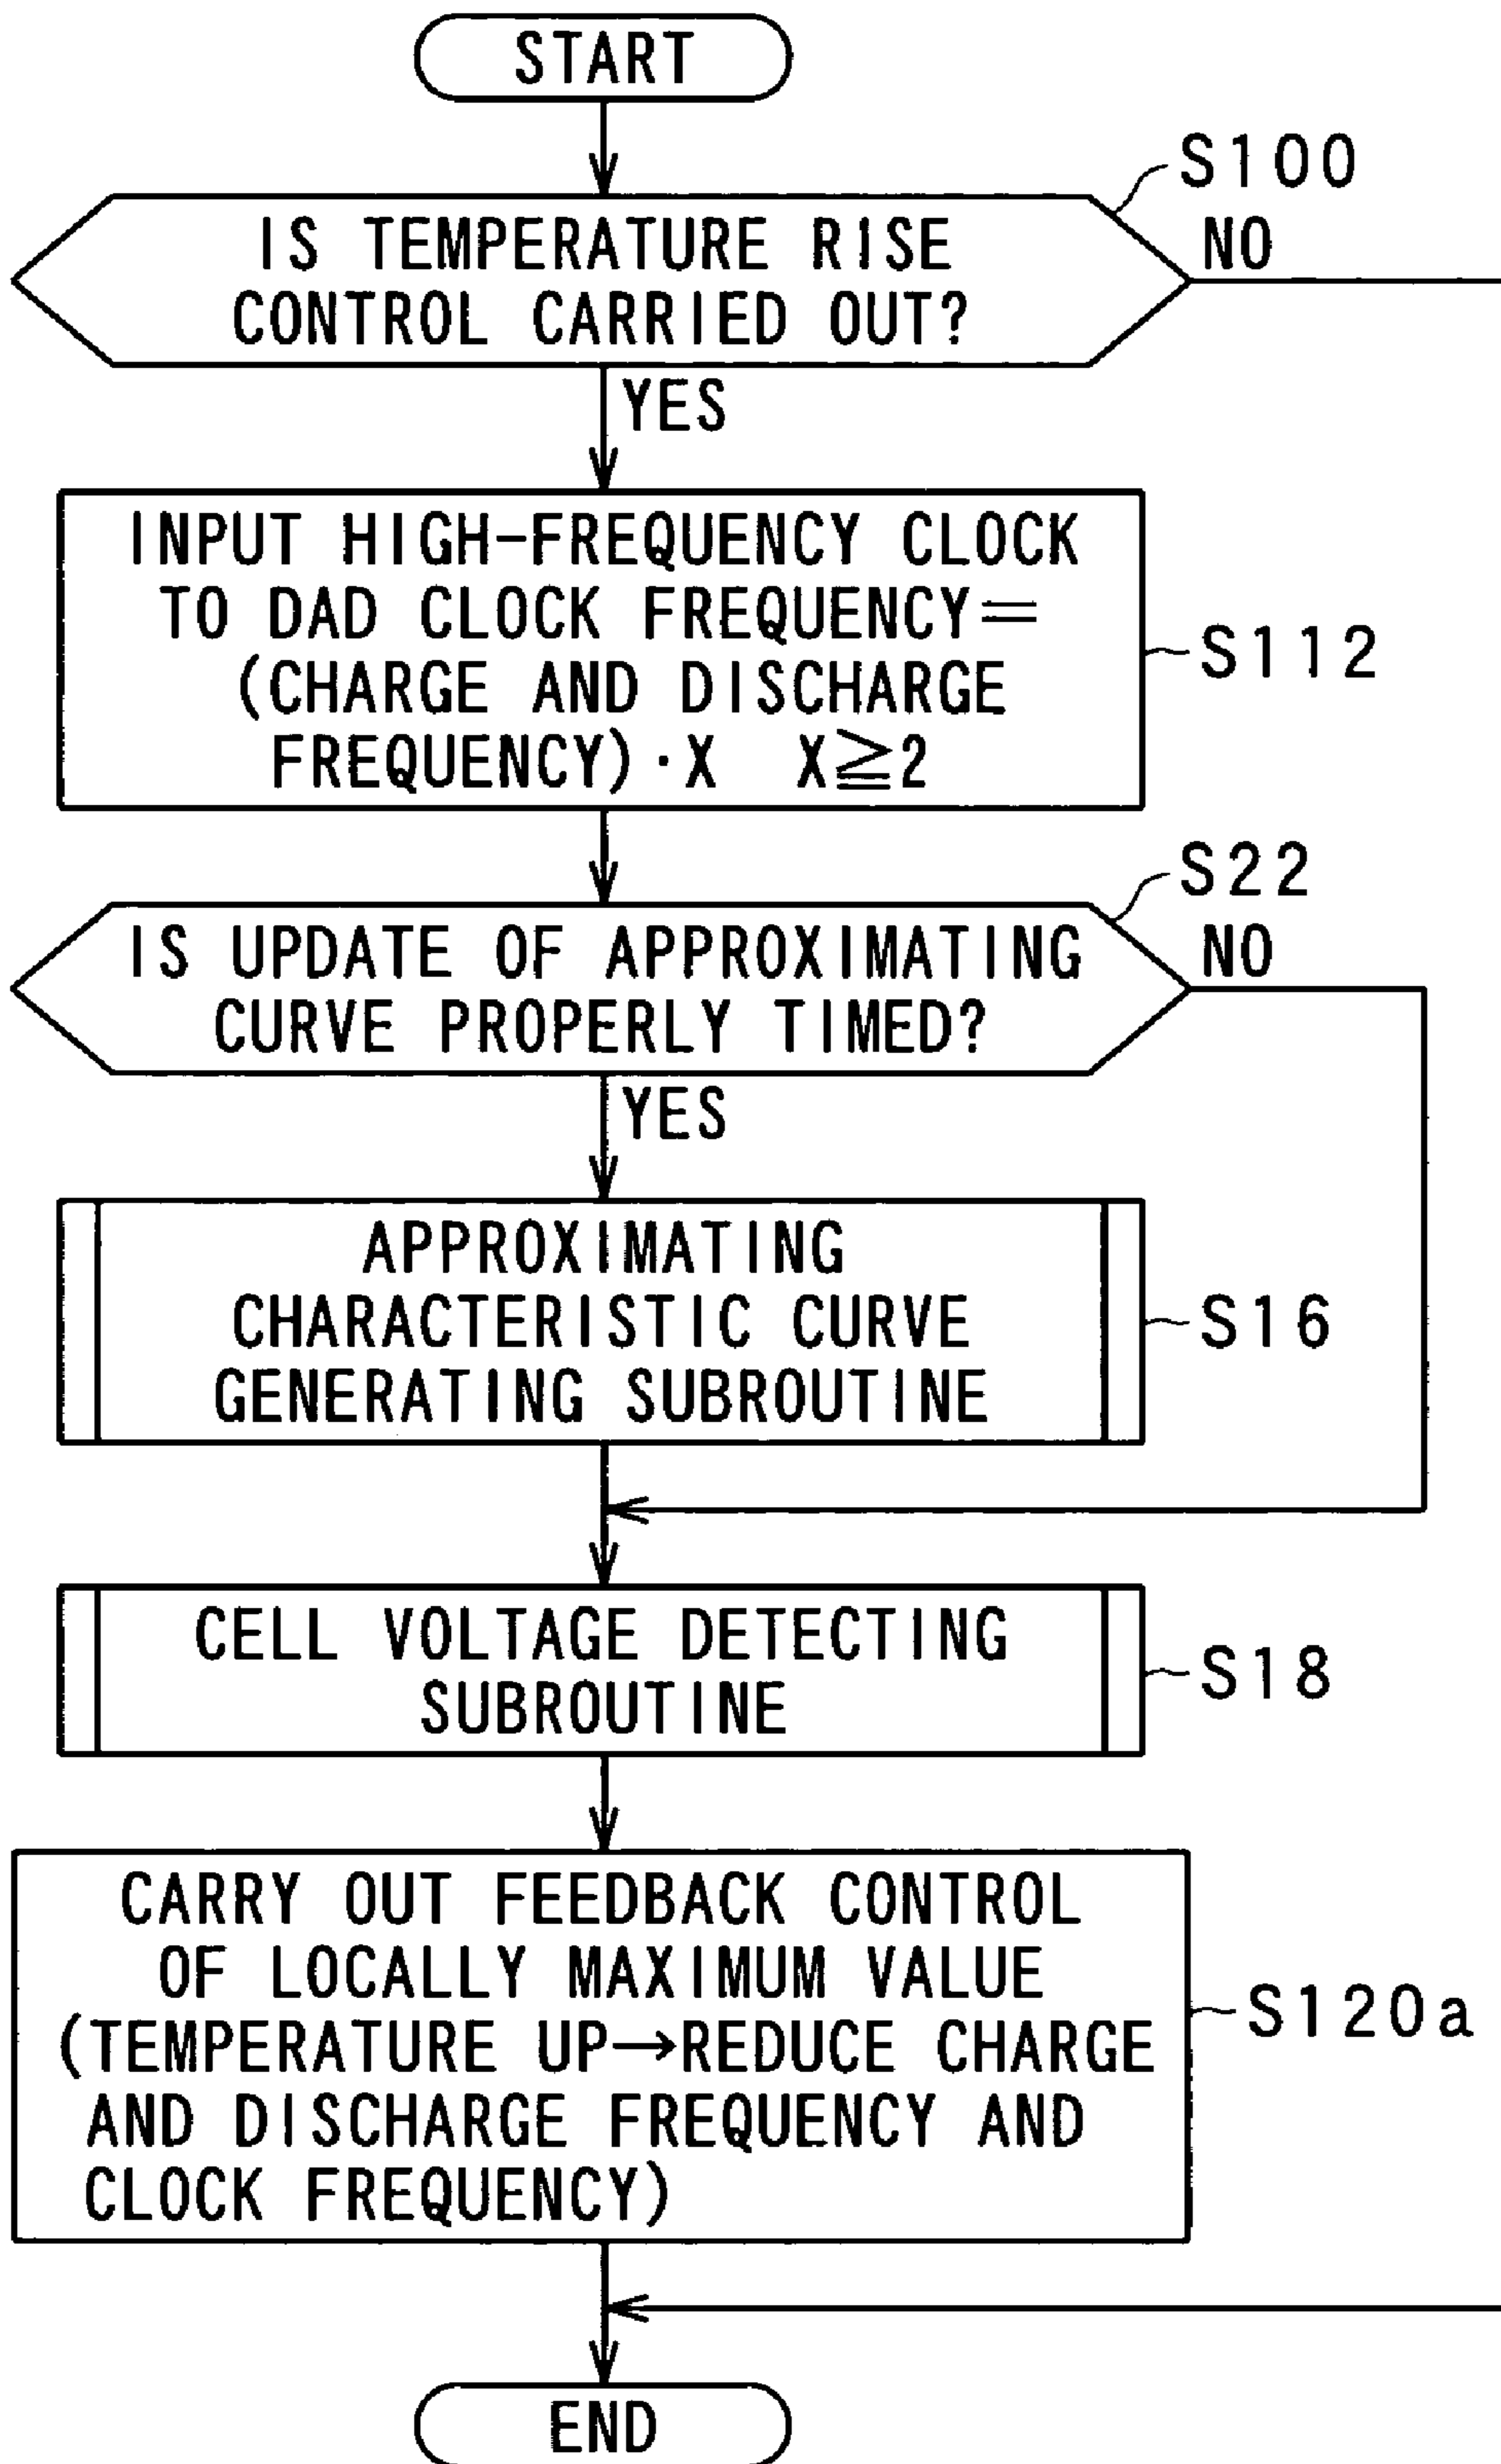 START
S100
IS TEMPERATURE RISE
CONTROL CARRIED OUT?
NO
YES
INPUT HIGH-FREQUENCY CLOCK
TO DAD CLOCK FREQUENCY=
(CHARGE AND DISCHARGE
FREQUENCY)·X X≧2
S112
S22
IS UPDATE OF APPROXIMATING
CURVE PROPERLY TIMED?
NO
YES
APPROXIMATING
CHARACTERISTIC CURVE
GENERATING SUBROUTINE
S16
CELL VOLTAGE DETECTING
SUBROUTINE
S18
CARRY OUT FEEDBACK CONTROL
OF LOCALLY MAXIMUM VALUE
(TEMPERATURE UP→REDUCE CHARGE
AND DISCHARGE FREQUENCY AND
CLOCK FREQUENCY)
S120a
END